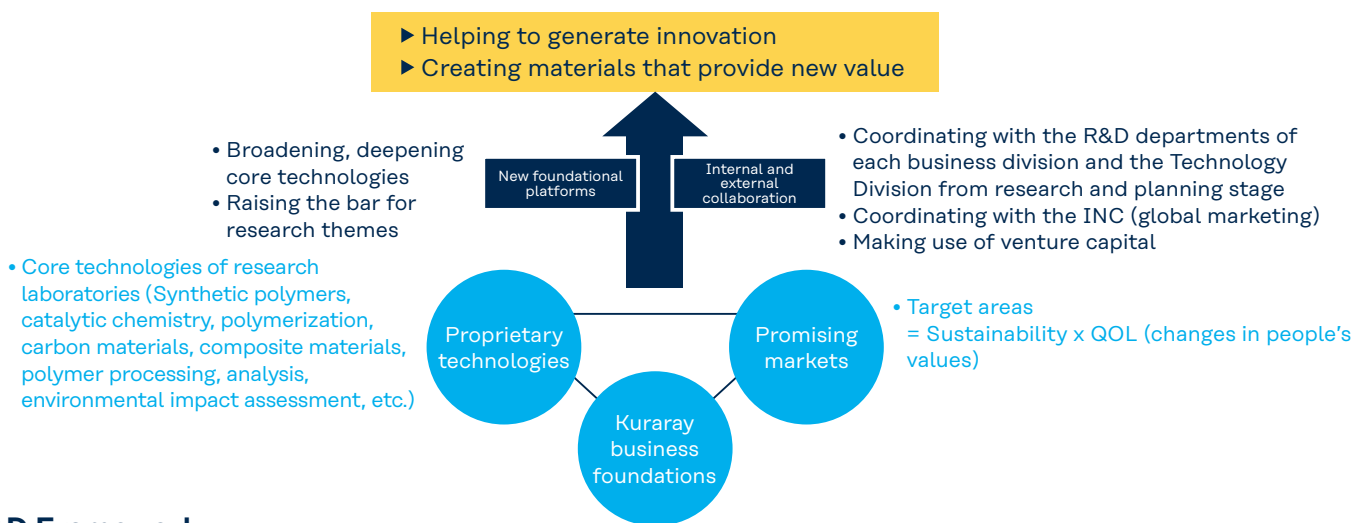 ▶ Helping to generate innovation
▶ Creating materials that provide new value
• Broadening, deepening
core technologies
• Raising the bar for
research themes
New foundational
platforms
Internal and
external
collaboration
• Coordinating with the R&D departments of
each business division and the Technology
Division from research and planning stage
• Coordinating with the INC (global marketing)
• Making use of venture capital
• Core technologies of research
laboratories (Synthetic polymers,
catalytic chemistry, polymerization,
carbon materials, composite materials,
polymer processing, analysis,
environmental impact assessment, etc.)
Proprietary
technologies
Promising
markets
• Target areas
= Sustainability x QOL (changes in people’s
values)
Kuraray
business
foundations